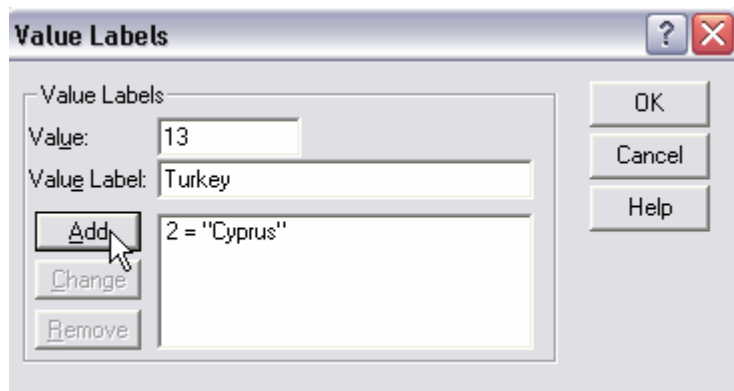 Value Labels
?
Value Labels
Value: 13
Value Label: Turkey
Add
2 = "Cyprus"
Change
Remove
OK
Cancel
Help